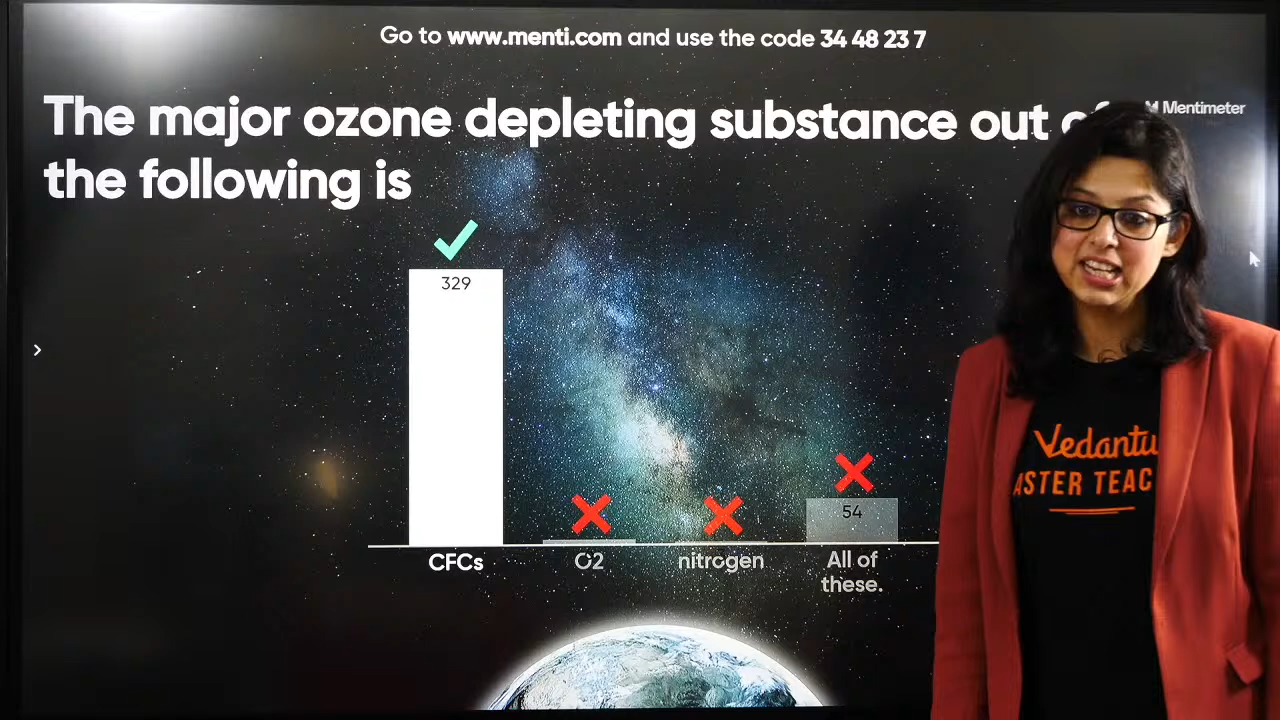 Go to www.menti.com and use the code 34 48 23 7
Mentimeter
The major ozone depleting substance out of
the following is
329
54
CFCs
O2
nitrogen
All of
these.
Vedantu
ASTER TEAC